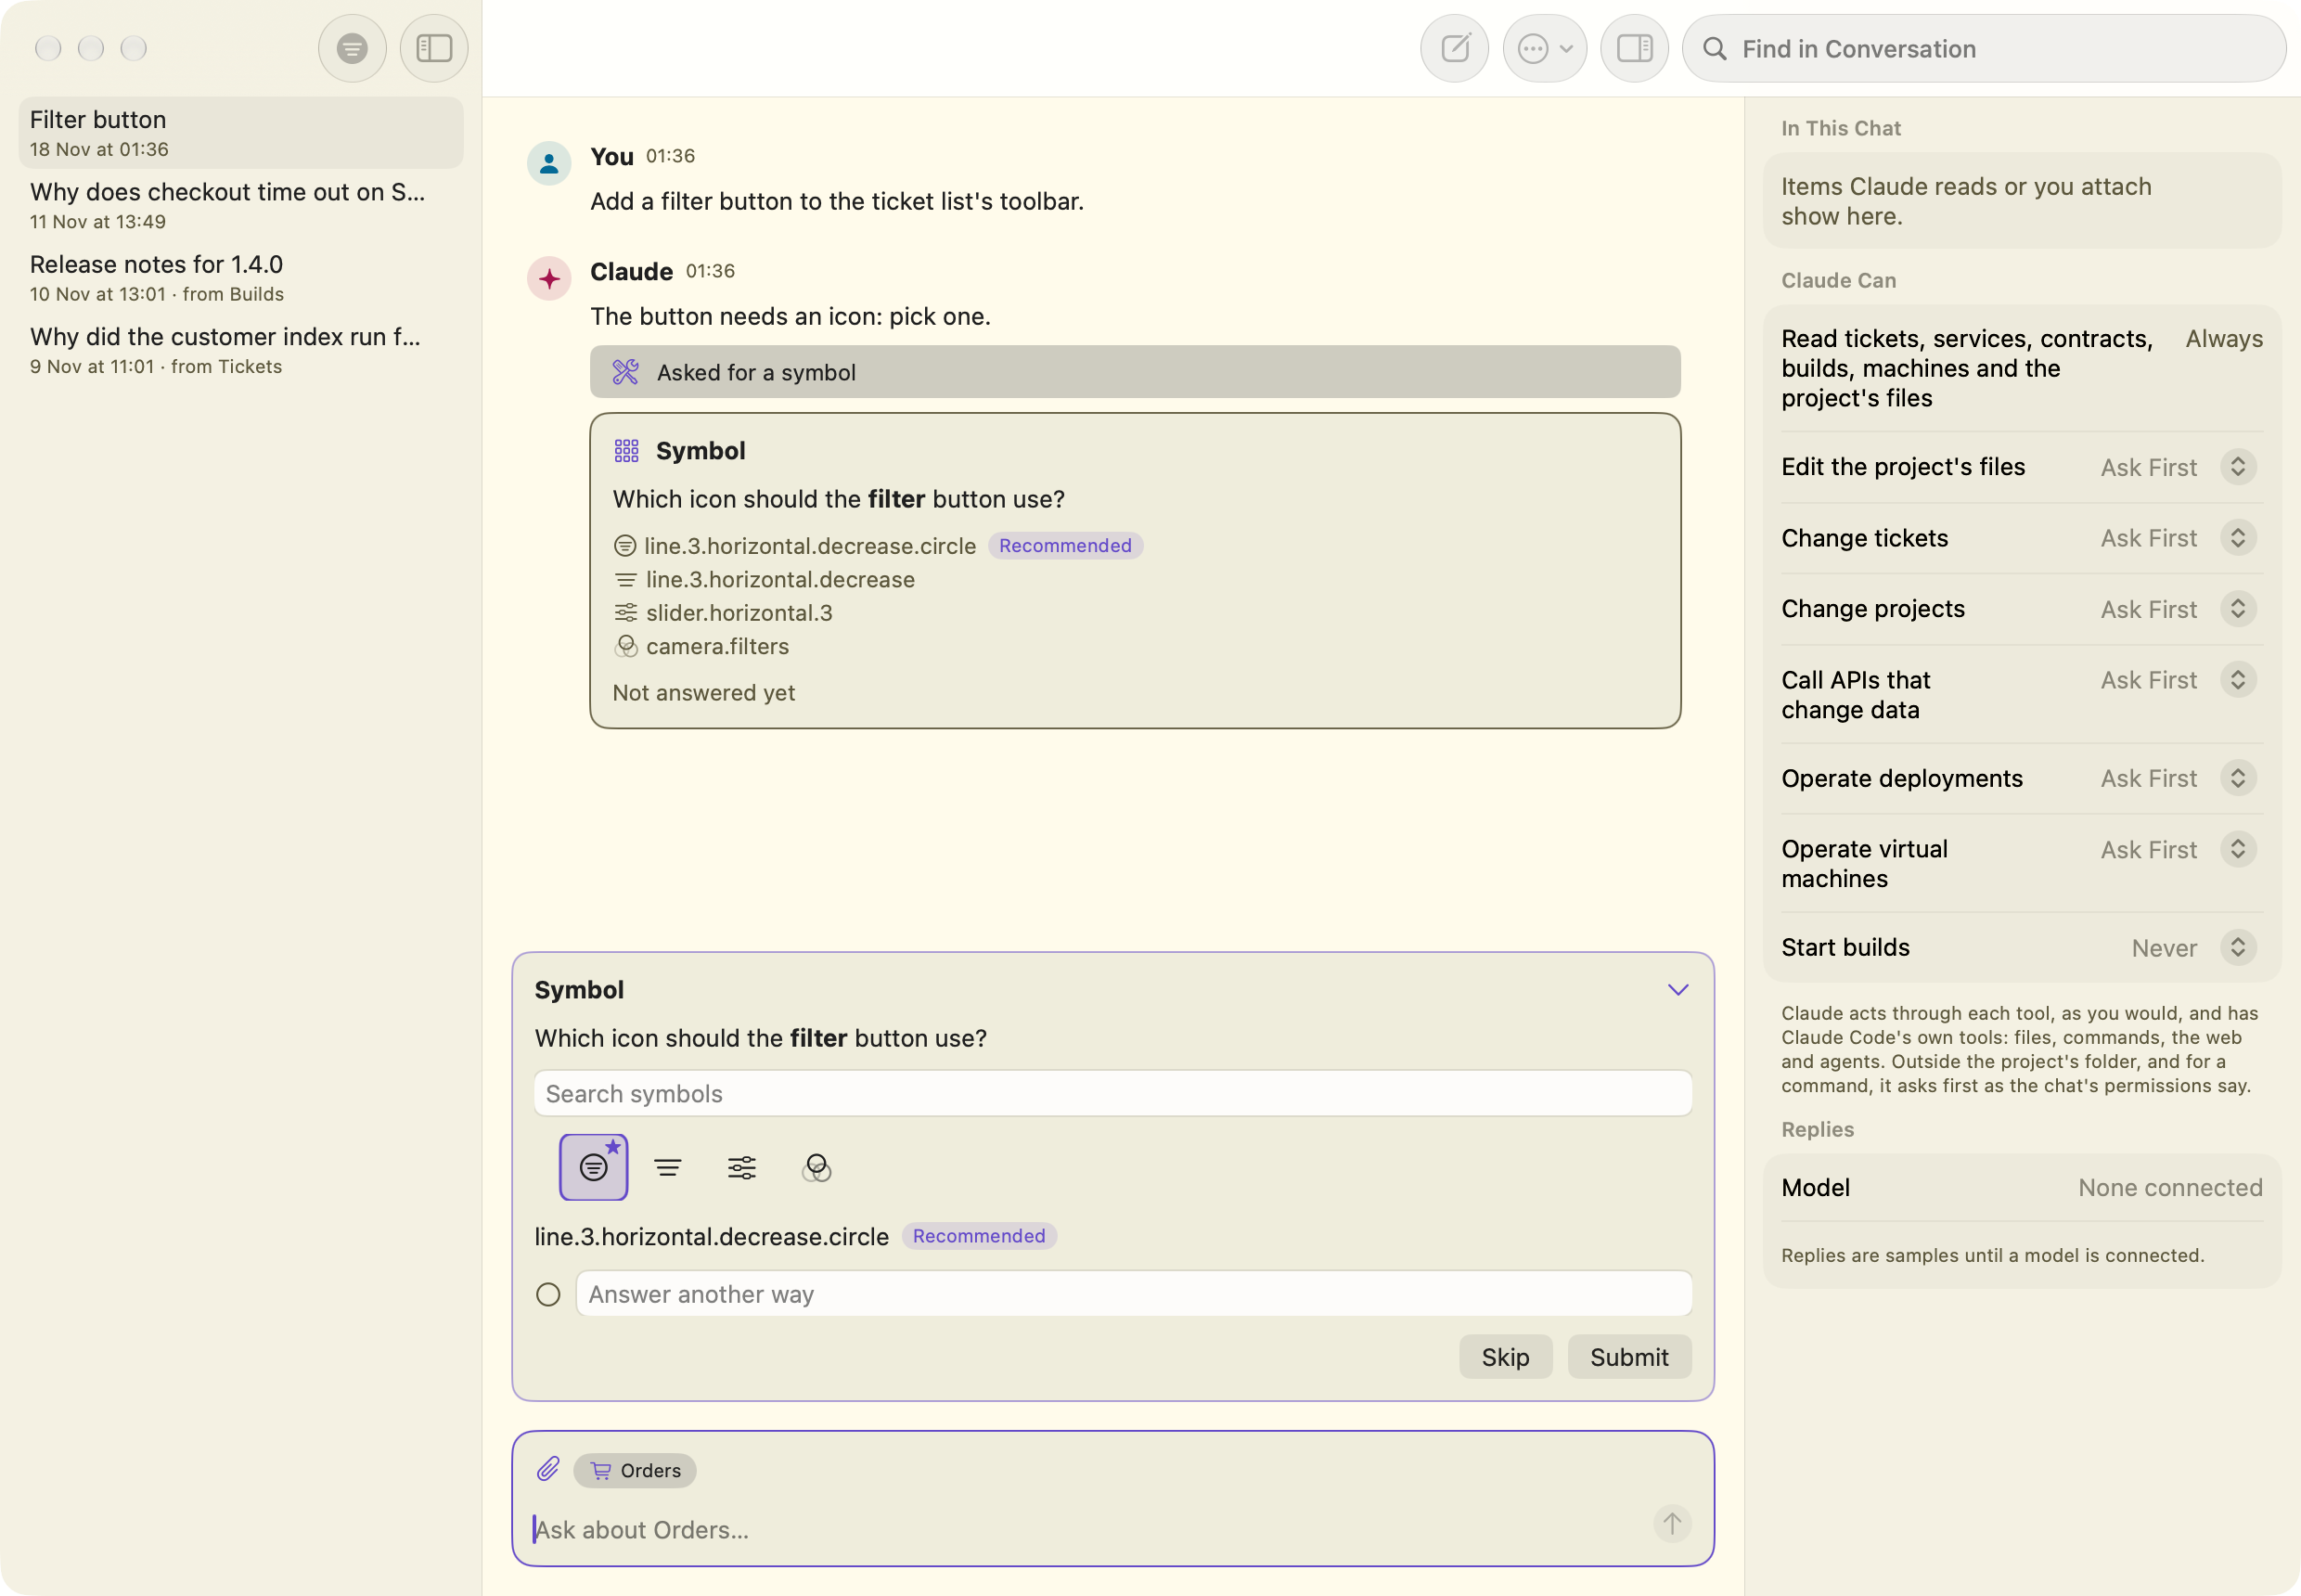 Find in Conversation
Filter button
18 Nov at 01:36
Why does checkout time out on S...
11 Nov at 13:49
Release notes for 1.4.0
10 Nov at 13:01 · from Builds
Why did the customer index run f...
9 Nov at 11:01 · from Tickets
You 01:36
Add a filter button to the ticket list's toolbar.
Claude 01:36
The button needs an icon: pick one.
Asked for a symbol
Symbol
Which icon should the filter button use?
line.3.horizontal.decrease.circle Recommended
line.3.horizontal.decrease
slider.horizontal.3
camera.filters
Not answered yet
Symbol
Which icon should the filter button use?
Search symbols
line.3.horizontal.decrease.circle Recommended
Answer another way
Skip Submit
Orders
Ask about Orders...
In This Chat
Items Claude reads or you attach
show here.
Claude Can
Read tickets, services, contracts, Always
builds, machines and the
project's files
Edit the project's files Ask First
Change tickets Ask First
Change projects Ask First
Call APIs that Ask First
change data
Operate deployments Ask First
Operate virtual Ask First
machines
Start builds Never
Claude acts through each tool, as you would, and has
Claude Code's own tools: files, commands, the web
and agents. Outside the project's folder, and for a
command, it asks first as the chat's permissions say.
Replies
Model None connected
Replies are samples until a model is connected.